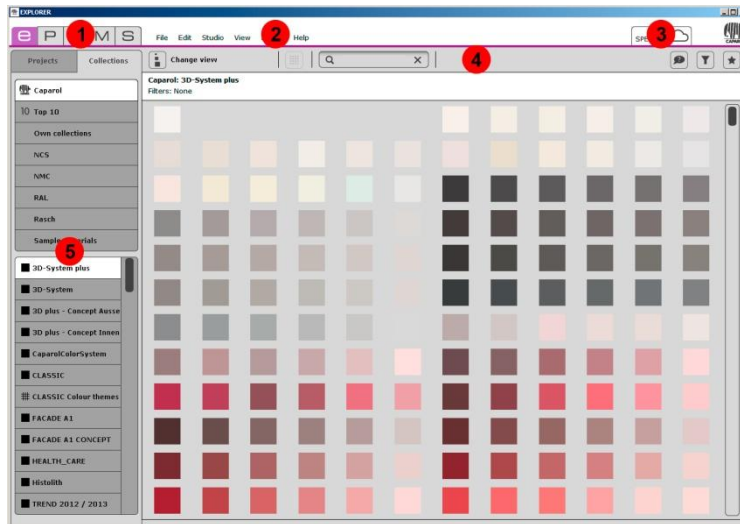 EXPLORER
e P M S
1
File Edit Studio View Help
2
3
CAPAROL
Projects Collections
Change view
X
4
Caparol
Caparol: 3D-System plus
Filters: None
10 Top 10
Own collections
NCS
NMC
RAL
Rasch
5
3D-System plus
3D-System
3D plus - Concept Ausse
3D plus - Concept Innen
CaparolColorSystem
CLASSIC
CLASSIC Colour themes
FACADE A1
FACADE A1 CONCEPT
HEALTH_CARE
Histolith
TREND 2012 / 2013